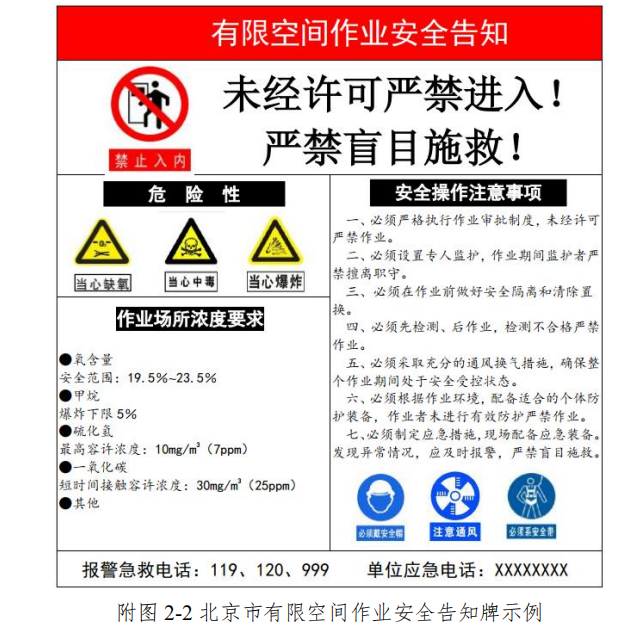 有限空间作业安全告知
未经许可严禁进入！
严禁盲目施救！
禁止入内
危 险 性
当心缺氧
当心中毒
当心爆炸
作业场所浓度要求
●氧含量
安全范围：19.5%~23.5%
●甲烷
爆炸下限 5%
●硫化氢
最高容许浓度：10mg/m³（7ppm）
●一氧化碳
短时间接触容许浓度：30mg/m³（25ppm）
●其他
安全操作注意事项
一、必须严格执行作业审批制度，未经许可
严禁作业。
二、必须设置专人监护，作业期间监护者严
禁擅离职守。
三、必须在作业前做好安全隔离和清除置
换。
四、必须先检测、后作业，检测不合格严禁
作业。
五、必须采取充分的通风换气措施，确保整
个作业期间处于安全受控状态。
六、必须根据作业环境，配备适合的个体防
护装备，作业者未进行有效防护严禁作业。
七、必须制定应急措施，现场配备应急装备。
发现异常情况，应及时报警，严禁盲目施救。
必须戴安全帽
注意通风
必须系安全带
报警急救电话：119、120、999 单位应急电话：XXXXXXXX
附图 2-2 北京市有限空间作业安全告知牌示例